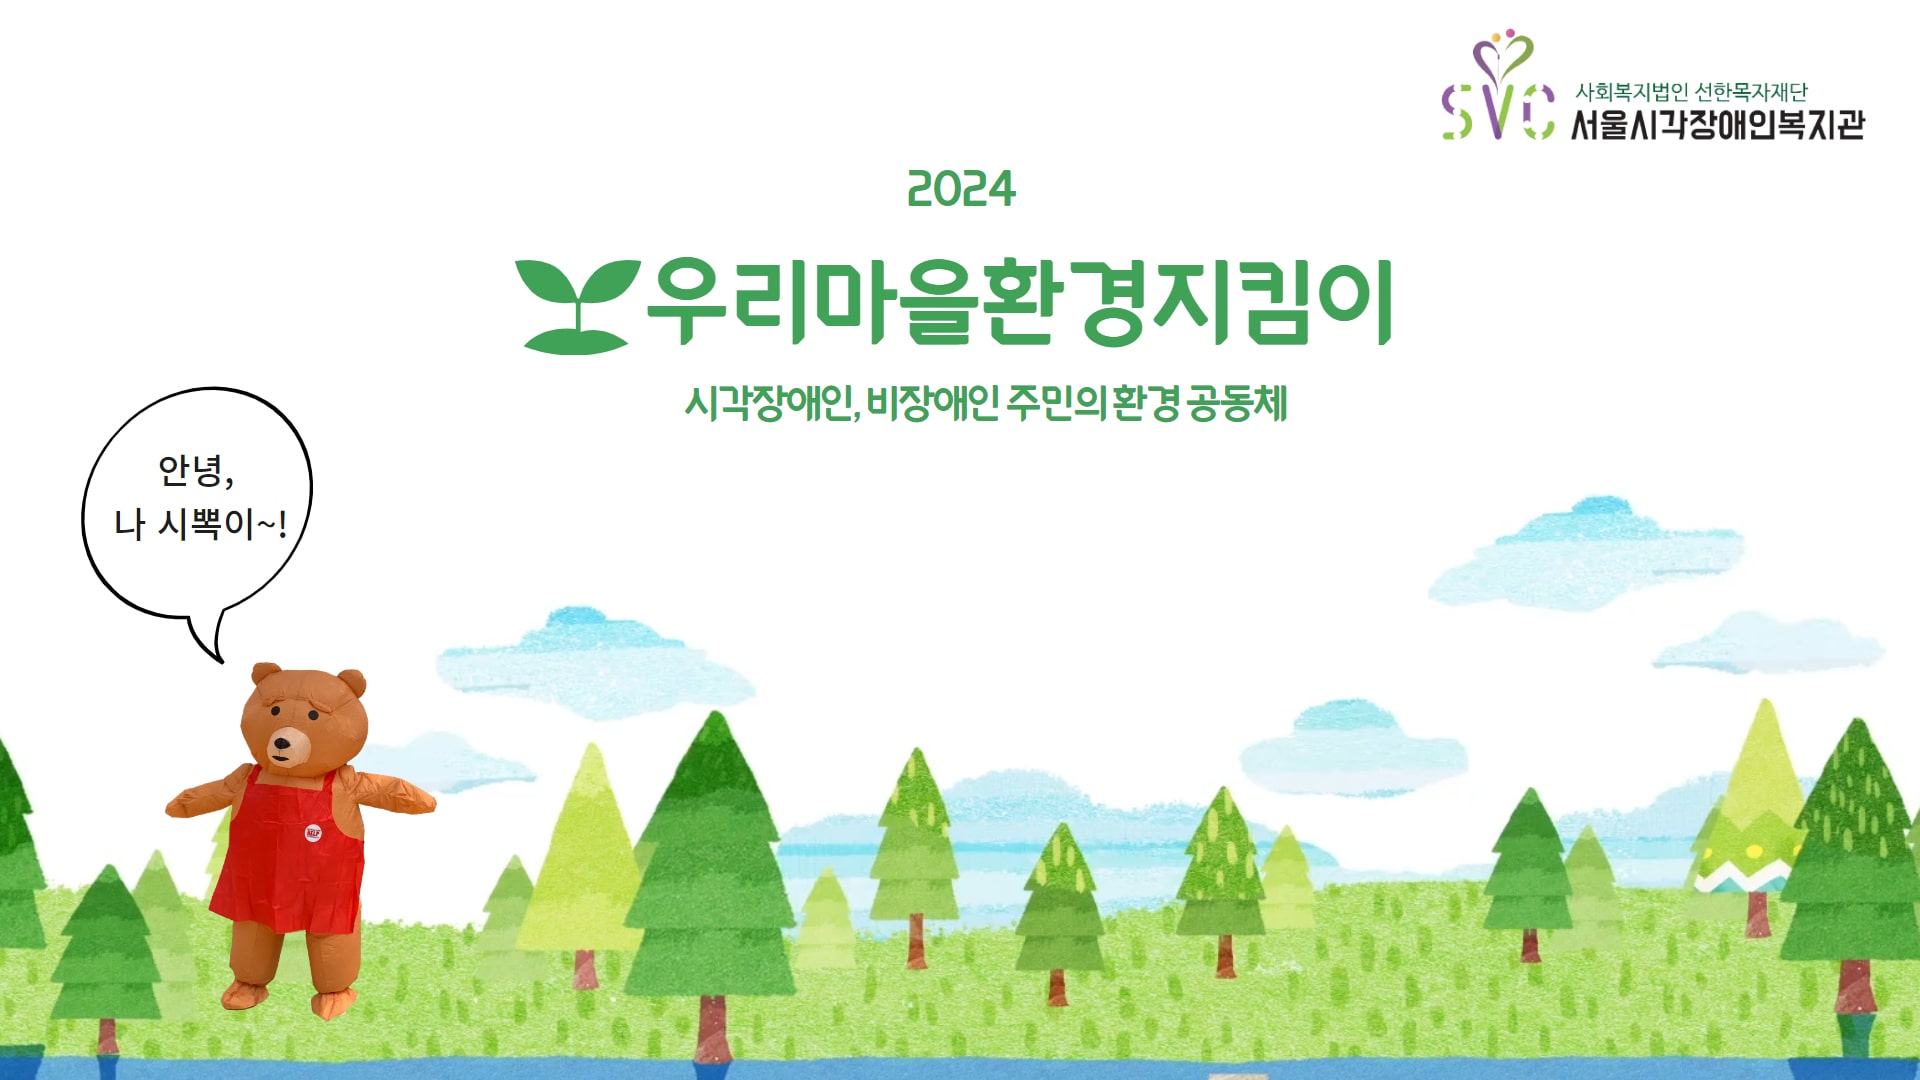 SVC
사회복지법인 선한목자재단
서울시각장애인복지관
2024
우리마을환경지킴이
시각장애인, 비장애인 주민의 환경 공동체
안녕,
나 시뽁이~!
SELF